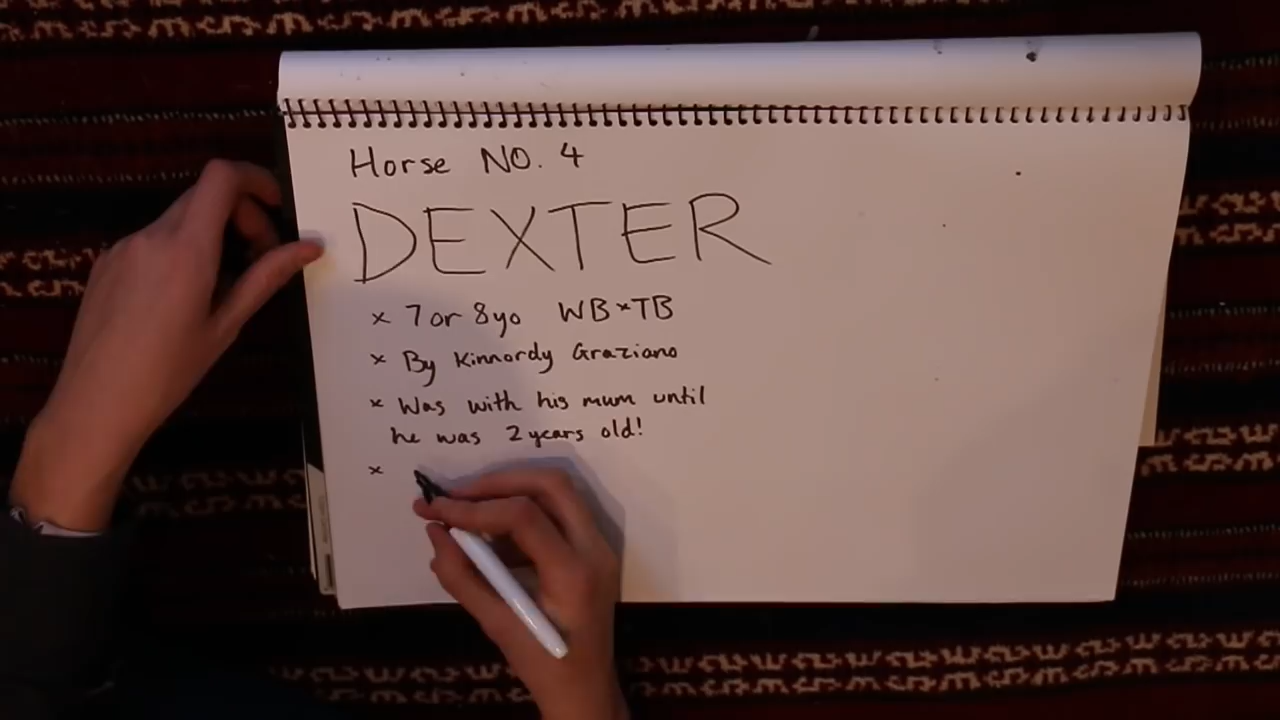 Horse NO. 4
DEXTER
× 7 or 8yo WB×TB
× By Kinnordy Graziano
× Was with his mum until
he was 2 years old!
×